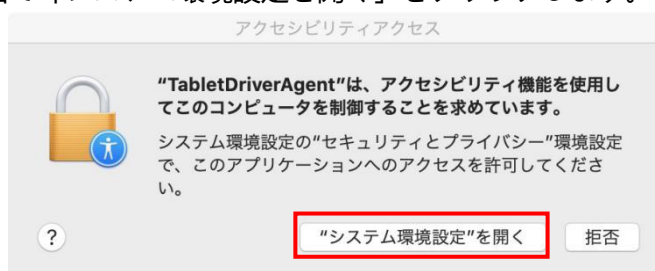 アクセシビリティアクセス
“TabletDriverAgent”は、アクセシビリティ機能を使用し
てこのコンピュータを制御することを求めています。
システム環境設定の“セキュリティとプライバシー”環境設定
で、このアプリケーションへのアクセスを許可してくださ
い。
?
“システム環境設定”を開く
拒否